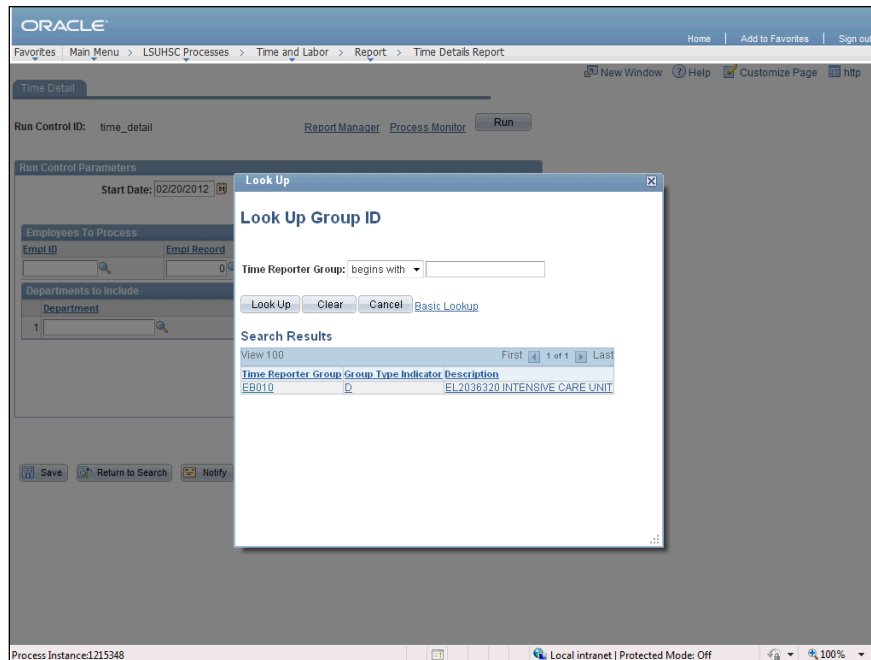 ORACLE
Home | Add to Favorites | Sign out
Favorites Main Menu > LSUHSC Processes > Time and Labor > Report > Time Details Report
New Window Help Customize Page http
Time Detail
Run Control ID: time_detail Report Manager Process Monitor Run
Run Control Parameters
Start Date: 02/20/2012
Employees To Process
Empl ID Empl Record
0
Departments to Include
Department
1
Save Return to Search Notify
Look Up
Look Up Group ID
Time Reporter Group: begins with
Look Up Clear Cancel Basic Lookup
Search Results
View 100 First 1 of 1 Last
Time Reporter Group Group Type Indicator Description
EB010 D EL2036320 INTENSIVE CARE UNIT
Process Instance:1215348 Local intranet | Protected Mode: Off 100%